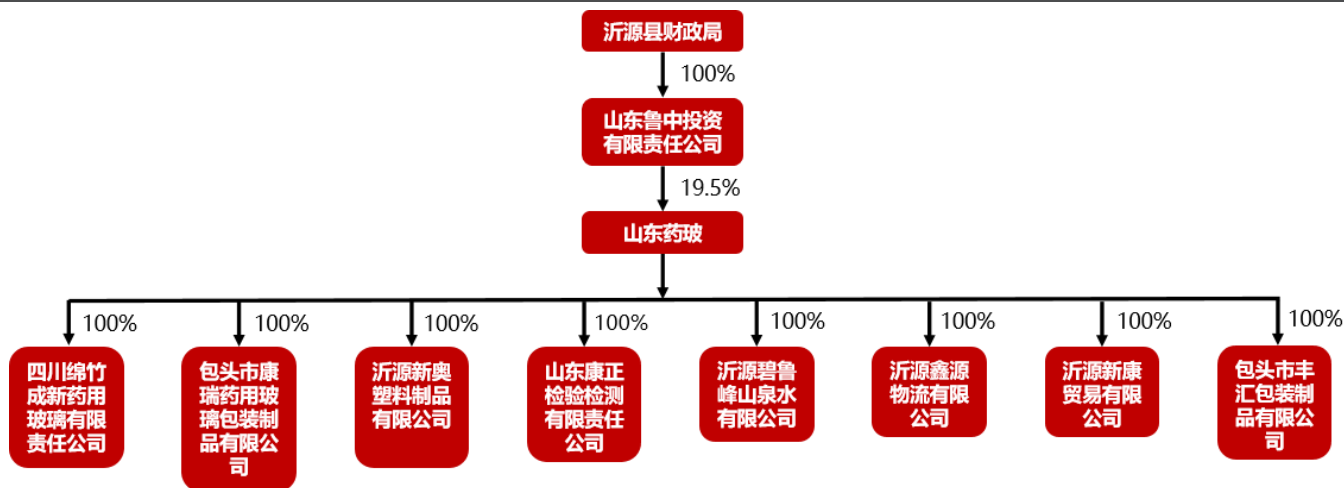 沂源县财政局
100%
山东鲁中投资
有限责任公司
19.5%
山东药玻
100%
100%
100%
100%
100%
100%
100%
100%
四川绵竹
成新药用
玻璃有限
责任公司
包头市康
瑞药用玻
璃包装制
品有限公
司
沂源新奥
塑料制品
有限公司
山东康正
检验检测
有限责任
公司
沂源碧鲁
峰山泉水
有限公司
沂源鑫源
物流有限
公司
沂源新康
贸易有限
公司
包头市丰
汇包装制
品有限公
司